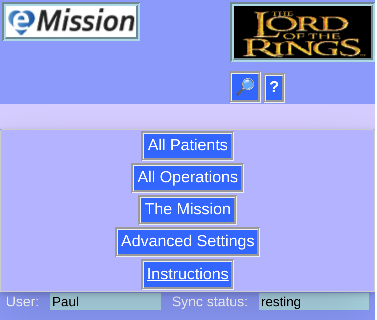 eMission
THE
LORD
OF THE
RINGS
?
All Patients
All Operations
The Mission
Advanced Settings
Instructions
User: Paul Sync status: resting